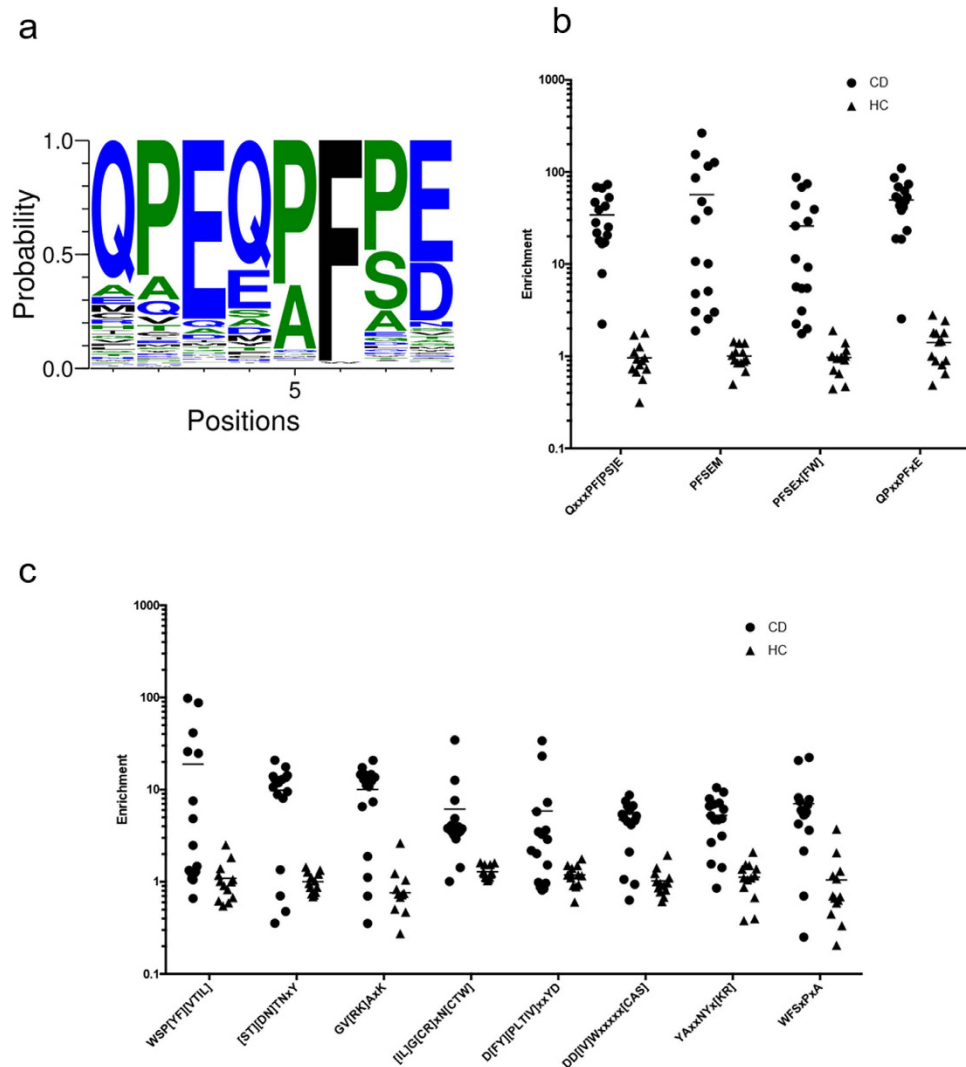 a
b
1.0
0.5
0.0
Probability
QPEQPFPE
5
Positions
A
A
Q
E
A
S
A
D
CD
HC
1000
100
10
1
0.1
Enrichment
QxxxPF[PS]E
PFSEM
PFSEx[FW]
QPxxPFxE
c
CD
HC
1000
100
10
1
0.1
Enrichment
WSP[YF][VTIL]
[ST][DN]TNxY
GV[RK]AxK
[IL]G[CR]xN[CTW]
D[FY][PLTIV]xxYD
DD[IV]Wxxxxx[CAS]
YAxxNYx[KR]
WFSxPxA